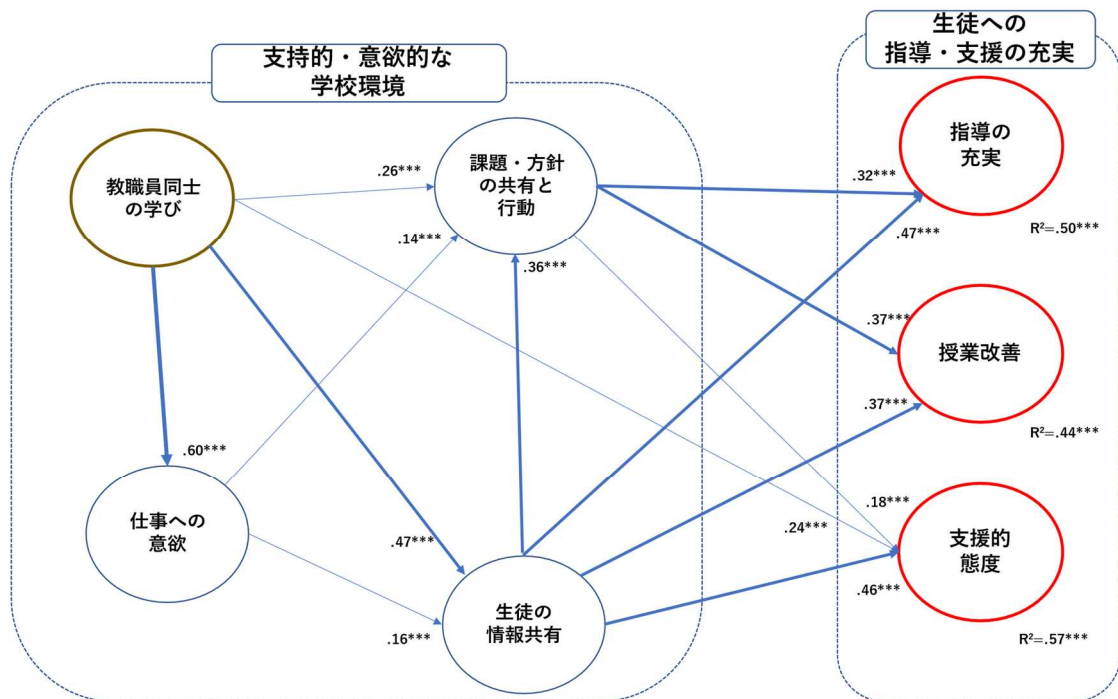 支持的・意欲的な
学校環境
生徒への
指導・支援の充実
教職員同士
の学び
課題・方針
の共有と
行動
指導の
充実
.26***
.14***
.36***
.32***
.47***
R²=.50***
.37***
授業改善
.37***
R²=.44***
.60***
仕事への
意欲
.47***
.16***
生徒の
情報共有
.18***
.24***
.46***
支援的
態度
R²=.57***